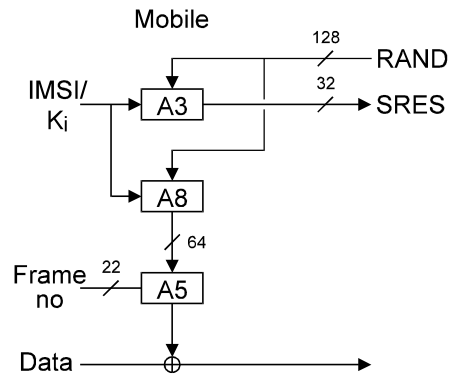 Mobile
128
RAND
IMSI/
Ki
A3
32
SRES
A8
64
Frame
no
22
A5
Data